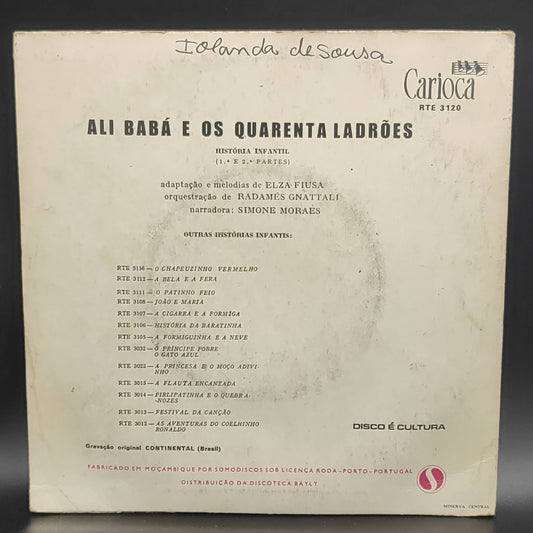 Iolanda de Sousa
Carioca
RTE 3120
ALI BABÁ E OS QUARENTA LADRÕES
HISTÓRIA INFANTIL
(1.ª E 2.ª PARTES)
adaptação e melodias de ELZA FIUSA
orquestração de RADAMÉS GNATTALI
narradora: SIMONE MORAES
OUTRAS HISTÓRIAS INFANTIS:
RTE 3136 — O CHAPEUZINHO VERMELHO
RTE 3112 — A BELA E A FERA
RTE 3111 — O PATINHO FEIO
RTE 3108 — JOÃO E MARIA
RTE 3107 — A CIGARRA E A FORMIGA
RTE 3106 — HISTÓRIA DA BARATINHA
RTE 3105 — A FORMIGUINHA E A NEVE
RTE 3032 — O PRÍNCIPE POBRE
O GATO AZUL
RTE 3022 — A PRINCESA E O MOÇO ADIVI-
NHO
RTE 3015 — A FLAUTA ENCANTADA
RTE 3014 — PIRLIPATINHA E O QUEBRA-
-NOZES
RTE 3013 — FESTIVAL DA CANÇÃO
RTE 3012 — AS AVENTURAS DO COELHINHO
RONALDO
DISCO É CULTURA
Gravação original CONTINENTAL (Brasil)
FABRICADO EM MOÇAMBIQUE POR SOMODISCOS SOB LICENÇA RODA-PORTO-PORTUGAL
DISTRIBUIÇÃO DA DISCOTECA BAYLY
S
MINERVA CENTRAL